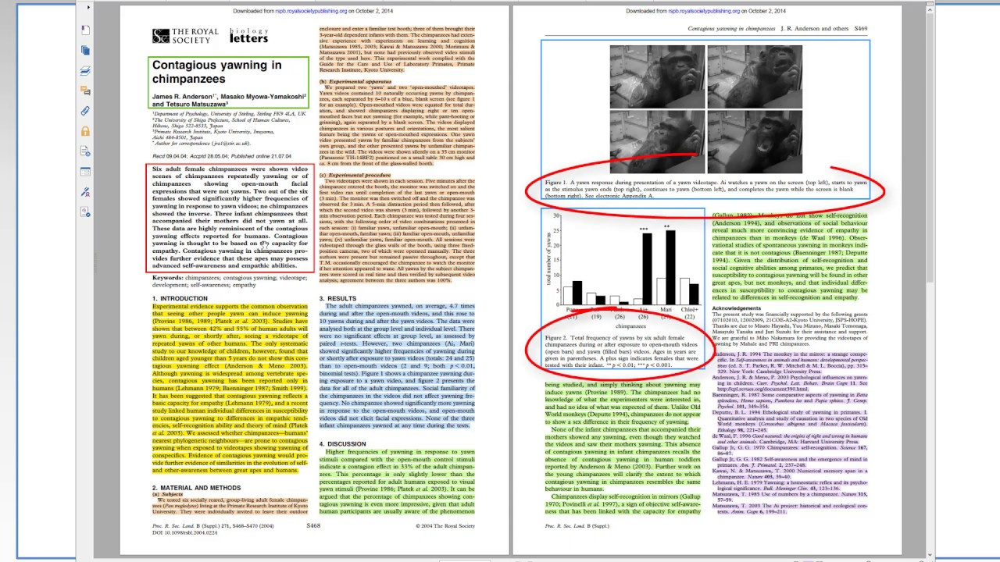 Downloaded from rspb.royalsocietypublishing.org on October 2, 2014
THE ROYAL
SOCIETY
biology
letters
Contagious yawning in
chimpanzees
James R. Anderson1*, Masako Myowa-Yamakoshi2
and Tetsuro Matsuzawa3
1Department of Psychology, University of Stirling, Stirling FK9 4LA, UK
2The University of Shiga Prefecture, School of Human Cultures,
Hikone, Shiga 522-8533, Japan
3Primate Research Institute, Kyoto University, Inuyama,
Aichi 484-8501, Japan
*Author for correspondence (jra1@stir.ac.uk).
Recd 09.04.04; Accptd 28.05.04; Published online 21.07.04
Six adult female chimpanzees were shown video
scenes of chimpanzees repeatedly yawning or of
chimpanzees showing open-mouth facial
expressions that were not yawns. Two out of the six
females showed significantly higher frequencies of
yawning in response to yawn videos; no chimpanzees
showed the inverse. Three infant chimpanzees that
accompanied their mothers did not yawn at all.
These data are highly reminiscent of the contagious
yawning effects reported for humans. Contagious
yawning is thought to be based on capacity for
empathy. Contagious yawning in chimpanzees pro-
vides further evidence that these apes may possess
advanced self-awareness and empathic abilities.
Keywords: chimpanzees; contagious yawning; videotape;
development; self-awareness; empathy
1. INTRODUCTION
Experimental evidence supports the common observation
that seeing other people yawn can induce yawning
(Provine 1986, 1989; Platek et al. 2003). Studies have
shown that between 42% and 55% of human adults will
yawn during, or shortly after, seeing a videotape of
repeated yawns of other humans. The only systematic
study to our knowledge of children, however, found that
children aged younger than 5 years do not show this con-
tagious yawning effect (Anderson & Meno 2003).
Although yawning is widespread among vertebrate spe-
cies, contagious yawning has been reported only in
humans (Lehmann 1979; Baenninger 1987; Smith 1999).
It has been suggested that contagious yawning reflects a
basic capacity for empathy (Lehmann 1979), and a recent
study linked human individual differences in susceptibility
to contagious yawning to differences in empathic tend-
encies, self-recognition ability and theory of mind (Platek
et al. 2003). We assessed whether chimpanzees—humans'
nearest phylogenetic neighbours—are prone to contagious
yawning when exposed to videotapes showing yawning of
conspecifics. Evidence of contagious yawning would pro-
vide further evidence of similarities in the evolution of self-
and other-awareness between great apes and humans.
2. MATERIAL AND METHODS
(a) Subjects
We tested six socially reared, group-living adult female chimpan-
zees (Pan troglodytes) living at the Primate Research Institute of Kyoto
University. They were individually invited to leave their outdoor
enclosure and enter a familiar test booth; three of them brought their
3-year-old dependent infants with them. The chimpanzees had exten-
sive experience with experiments on learning and cognition
(Matsuzawa 1985, 2003; Kawai & Matsuzawa 2000; Morimura &
Matsuzawa 2001), but none had previously observed video stimuli
of the type used here. This experimental work complied with the
Guide for the Care and Use of Laboratory Primates, Primate
Research Institute, Kyoto University.
(b) Experimental apparatus
We prepared two 'yawn' and two 'open-mouthed' videotapes.
Yawn videos contained 10 naturally occurring yawns by chimpan-
zees, each separated by 6–10 s of a blue, blank screen (see figure 1
for an example). Open-mouthed videos were equated for total dur-
ation, and showed chimpanzees displaying eight or ten open-
mouthed faces but not yawning (for example, while pant-hooting or
grinning), again separated by a blank screen. The videos displayed
chimpanzees in various postures and orientations, the most salient
feature being the yawns or open-mouthed expressions. One yawn
video presented yawns by familiar chimpanzees from the subjects'
own group, and the other presented yawns by unfamiliar chimpan-
zees in the wild. The videos were shown silently on a 35 cm monitor
(Panasonic TH-14RF2) positioned on a small table 30 cm high and
ca. 8 cm from the front of the glass-walled booth.
(c) Experimental procedure
Two videotapes were shown in each session. Five minutes after the
chimpanzee entered the booth, the monitor was switched on and the
first video ran until completion of the last yawn or open-mouth
(3 min). The monitor was then switched off and the chimpanzee was
observed for 3 min. A 5-min distraction period then followed, after
which the second video was shown (3 min), followed by another 3-
min observation period. Each chimpanzee was tested during four ses-
sions, with the following order of video combinations presented in
each session: (i) familiar yawn, unfamiliar open-mouth; (ii) unfam-
iliar open-mouth, familiar yawn; (iii) familiar open-mouth, unfamiliar
yawn; (iv) unfamiliar yawn, familiar open-mouth. All sessions were
videotaped through the glass walls of the booth, using three fixed-
position cameras, two of which were operated manually. The three
authors were present but remained passive throughout, except that
T.M. occasionally encouraged the chimpanzee to watch the monitor
if her attention appeared to wane. All yawns by the subject chimpan-
zees were scored in real time and then verified by subsequent video
analysis; agreement between the three authors was 100%.
3. RESULTS
The adult chimpanzees yawned, on average, 4.7 times
during and after the open-mouth videos, and this rose to
10 yawns during and after the yawn videos. The data were
analysed both at the group level and individual level. There
were no significant effects at group level, as assessed by
paired t-tests. However, two chimpanzees (Ai, Mari)
showed significantly higher frequencies of yawning during
or shortly after exposure to yawn videos (totals: 24 and 25)
than to open-mouth videos (2 and 9; both p < 0.01,
binomial tests). Figure 1 shows a chimpanzee yawning dur-
ing exposure to a yawn video, and figure 2 presents the
data for all of the adult chimpanzees. Social familiarity of
the chimpanzees in the videos did not affect yawning fre-
quency. No chimpanzee showed significantly more yawning
in response to the open-mouth videos, and open-mouth
videos did not elicit facial expressions. None of the three
infant chimpanzees yawned at any time during the tests.
4. DISCUSSION
Higher frequencies of yawning in response to yawn
stimuli compared with the open-mouth control stimuli
indicate a contagion effect in 33% of the adult chimpan-
zees. This percentage is only slightly lower than the
percentages reported for adult humans exposed to visual
yawn stimuli (Provine 1986; Platek et al. 2003). It can be
argued that the percentage of chimpanzees showing con-
tagious yawning is even more impressive, given that adult
human participants are usually aware of the phenomenon
Proc. R. Soc. Lond. B (Suppl.) 271, S468–S470 (2004)
DOI 10.1098/rsbl.2004.0224
S468
© 2004 The Royal Society
Downloaded from rspb.royalsocietypublishing.org on October 2, 2014
Contagious yawning in chimpanzees J. R. Anderson and others S469
Figure 1. A yawn response during presentation of a yawn videotape. Ai watches a yawn on the screen (top left), starts to yawn
as the stimulus yawn ends (top right), continues to yawn (bottom left), and completes the yawn while the screen is blank
(bottom right). See electronic Appendix A.
total number of yawns
30
25
20
15
10
5
0
***
**
Ai+
Mari
Chloé+
(21)
(19)
(26)
(26)
(22)
chimpanzees
Figure 2. Total frequency of yawns by six adult female
chimpanzees during or after exposure to open-mouth videos
(open bars) and yawn (filled bars) videos. Ages in years are
given in parentheses. A plus sign indicates females that were
tested with their infant. **p < 0.01; ***p < 0.001.
being studied, and simply thinking about yawning may
induce yawns (Provine 1989). The chimpanzees had no
knowledge of what the experimenters were interested in,
and had no idea of what was expected of them. Unlike Old
World monkeys (Deputte 1994), chimpanzees do not appear
to show a sex difference in their frequency of yawning.
None of the infant chimpanzees that accompanied their
mothers showed any yawning, even though they watched
the videos and saw their mothers yawning. This absence
of contagious yawning in infant chimpanzees recalls the
absence of contagious yawning in human toddlers
reported by Anderson & Meno (2003). Further work on
the young chimpanzees will clarify the extent to which
contagious yawning in chimpanzees resembles the same
behaviour in humans.
Chimpanzees display self-recognition in mirrors (Gallup
1970; Povinelli et al. 1997), a sign of objective self-aware-
ness that has been linked with the capacity for empathy
(Gallup 1982). Monkeys do not show self-recognition
(Anderson 1994), and observations of social behaviour
reveal much more convincing evidence of empathy in
chimpanzees than in monkeys (de Waal 1996). Obser-
vational studies of spontaneous yawning in monkeys indi-
cate that it is not contagious (Baenninger 1987; Deputte
1994). Given the distribution of self-recognition and
social cognitive abilities among primates, we predict that
susceptibility to contagious yawning will be found in other
great apes, but not monkeys, and that individual differ-
ences in susceptibility to contagious yawning may be
related to differences in self-recognition and empathy.
Acknowledgements
The present study was financially supported by the following grants
(07102010, 12002009, 21COE-A2-Kyoto University, JSPS-HOPE).
Thanks are due to Misato Hayashi, Yuu Mizuno, Masaki Tomonaga,
Masayuki Tanaka and Juri Suzuki for their assistance and support.
We are grateful to Miho Nakamura for providing the videotapes of
yawning by Mahale and PRI chimpanzees.
Anderson, J. R. 1994 The monkey in the mirror: a strange conspe-
cific. In Self-awareness in animals and humans: developmental perspec-
tives (ed. S. T. Parker, R. W. Mitchell & M. L. Boccia), pp. 315–
329. New York: Cambridge University Press.
Anderson, J. R. & Meno, P. 2003 Psychological influences on yawn-
ing in children. Curr. Psychol. Lett. Behav. Brain Cogn 11. See
http://cpl.revues.org/document390.html.
Baenninger, R. 1987 Some comparative aspects of yawning in Betta
splendens, Homo sapiens, Panthera leo and Papio sphinx. J. Comp.
Psychol. 101, 349–354.
Deputte, B. L. 1994 Ethological study of yawning in primates. I.
Quantitative analysis and study of causation in two species of Old
World monkeys (Cercocebus albigena and Macaca fascicularis).
Ethology 98, 221–245.
de Waal, F. 1996 Good natured: the origins of right and wrong in humans
and other animals. Cambridge, MA: Harvard University Press.
Gallup Jr, G. G. 1970 Chimpanzees: self-recognition. Science 167,
86–87.
Gallup Jr, G. G. 1982 Self-awareness and the emergence of mind in
primates. Am. J. Primatol. 2, 237–248.
Kawai, N. & Matsuzawa, T. 2000 Numerical memory span in a
chimpanzee. Nature 403, 39–40.
Lehmann, H. E. 1979 Yawning: a homeostatic reflex and its psycho-
logical significance. Bull. Menninger Clin. 43, 123–136.
Matsuzawa, T. 1985 Use of numbers by a chimpanzee. Nature 315,
57–59.
Matsuzawa, T. 2003 The Ai project: historical and ecological con-
texts. Anim. Cogn 6, 199–211.
Proc. R. Soc. Lond. B (Suppl.)